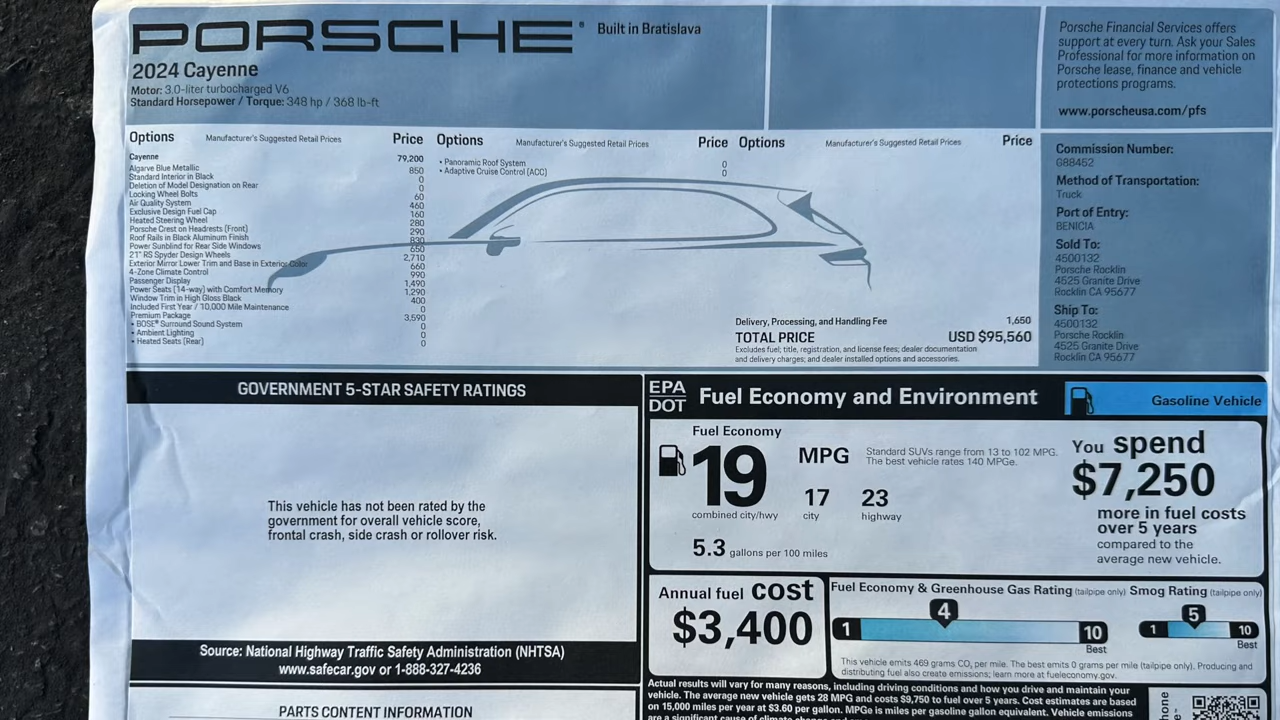 PORSCHE®
Built in Bratislava
2024 Cayenne
Motor: 3.0-liter turbocharged V6
Standard Horsepower / Torque: 348 hp / 368 lb-ft
Porsche Financial Services offers
support at every turn. Ask your Sales
Professional for more information on
Porsche lease, finance and vehicle
protections programs.
www.porscheusa.com/pfs
Options Manufacturer's Suggested Retail Prices Price
Cayenne 79,200
Algarve Blue Metallic 850
Standard Interior in Black 0
Deletion of Model Designation on Rear 0
Locking Wheel Bolts 60
Air Quality System 460
Exclusive Design Fuel Cap 160
Heated Steering Wheel 280
Porsche Crest on Headrests (Front) 290
Roof Rails in Black Aluminum Finish 830
Power Sunblind for Rear Side Windows 650
21" RS Spyder Design Wheels 2,710
Exterior Mirror Lower Trim and Base in Exterior Color 660
4-Zone Climate Control 990
Passenger Display 1,490
Power Seats (14-way) with Comfort Memory 1,290
Window Trim in High Gloss Black 400
Included First Year / 10,000 Mile Maintenance 0
Premium Package 3,590
• BOSE® Surround Sound System 0
• Ambient Lighting 0
• Heated Seats (Rear) 0
Options Manufacturer's Suggested Retail Prices Price
• Panoramic Roof System 0
• Adaptive Cruise Control (ACC) 0
Options Manufacturer's Suggested Retail Prices Price
Delivery, Processing, and Handling Fee 1,650
TOTAL PRICE USD $95,560
Excludes fuel; title, registration, and license fees; dealer documentation
and delivery charges; and dealer installed options and accessories.
Commission Number:
G88452
Method of Transportation:
Truck
Port of Entry:
BENICIA
Sold To:
4500132
Porsche Rocklin
4525 Granite Drive
Rocklin CA 95677
Ship To:
4500132
Porsche Rocklin
4525 Granite Drive
Rocklin CA 95677
GOVERNMENT 5-STAR SAFETY RATINGS
This vehicle has not been rated by the
government for overall vehicle score,
frontal crash, side crash or rollover risk.
Source: National Highway Traffic Safety Administration (NHTSA)
www.safecar.gov or 1-888-327-4236
PARTS CONTENT INFORMATION
EPA
DOT
Fuel Economy and Environment
Gasoline Vehicle
Fuel Economy
19
MPG
Standard SUVs range from 13 to 102 MPG.
The best vehicle rates 140 MPGe.
17 23
combined city/hwy city highway
5.3 gallons per 100 miles
You spend
$7,250
more in fuel costs
over 5 years
compared to the
average new vehicle.
Annual fuel cost
$3,400
Fuel Economy & Greenhouse Gas Rating (tailpipe only)
4
1 10
Best
Smog Rating (tailpipe only)
5
1 10
Best
This vehicle emits 469 grams CO₂ per mile. The best emits 0 grams per mile (tailpipe only). Producing and
distributing fuel also create emissions; learn more at fueleconomy.gov.
Actual results will vary for many reasons, including driving conditions and how you drive and maintain your
vehicle. The average new vehicle gets 28 MPG and costs $9,750 to fuel over 5 years. Cost estimates are based
on 15,000 miles per year at $3.60 per gallon. MPGe is miles per gasoline gallon equivalent. Vehicle emissions
are a significant cause of climate